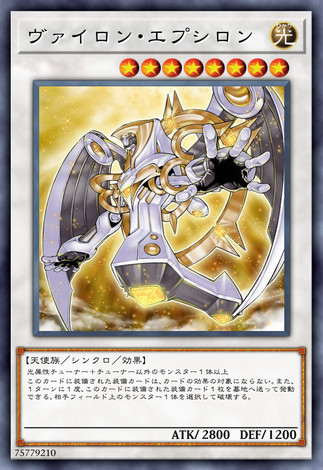 ヴァイロン・エプシロン
光
【天使族／シンクロ／効果】
光属性チューナー＋チューナー以外のモンスター１体以上
このカードに装備された装備カードは、カードの効果の対象にならない。また、
１ターンに１度、このカードに装備された装備カード１枚を墓地へ送って発動
できる。相手フィールド上のモンスター１体を選択して破壊する。
ATK/2800 DEF/1200
75779210